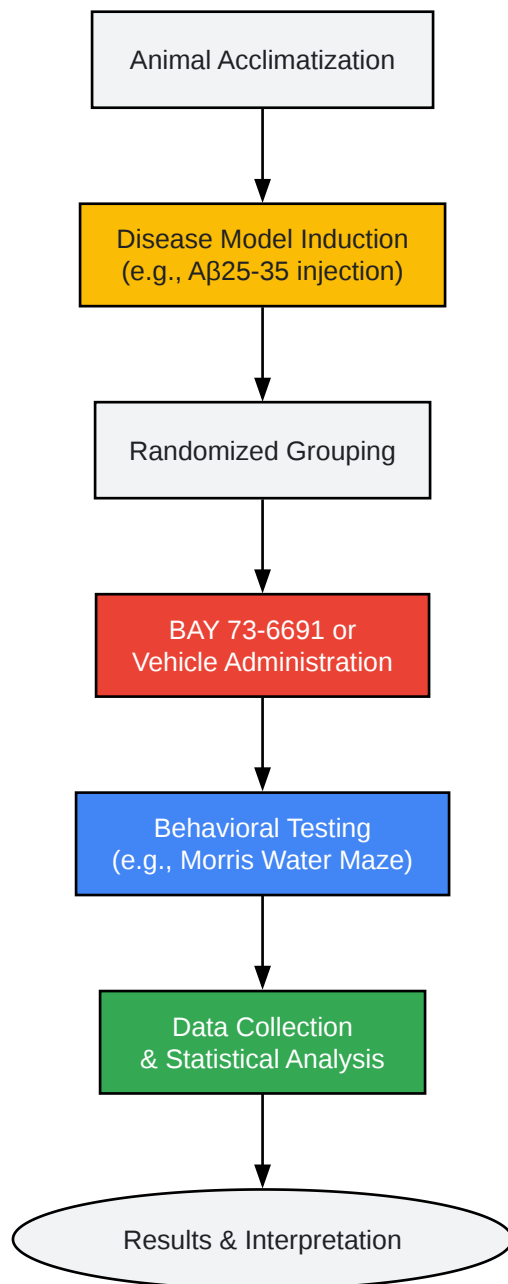 Animal Acclimatization
Disease Model Induction
(e.g., Aβ25-35 injection)
Randomized Grouping
BAY 73-6691 or
Vehicle Administration
Behavioral Testing
(e.g., Morris Water Maze)
Data Collection
& Statistical Analysis
Results & Interpretation